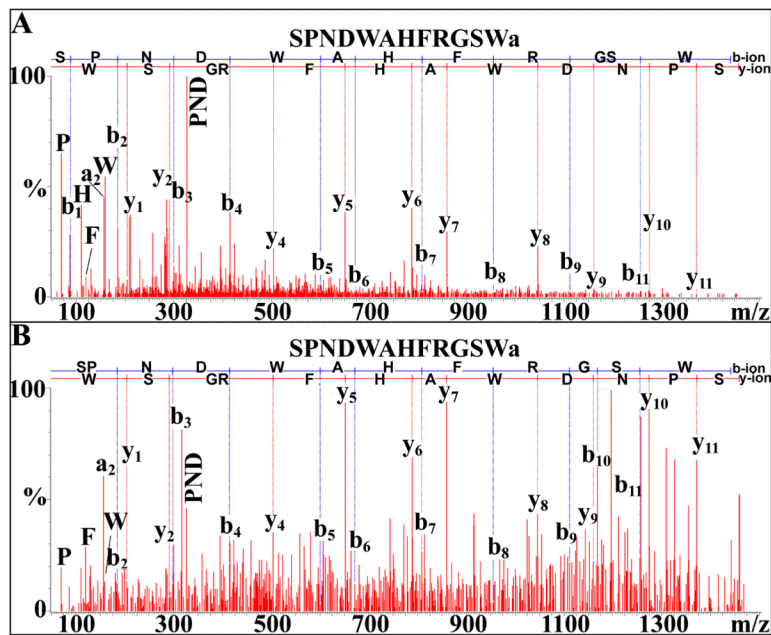 A
SPNDWAHFRGSWa
S P N D W A H F R GS W b-ion
W S GR F H A W D N P S y-ion
100
%
0
P
b1
H
F
a2
W
b2
y1
y2
b3
PND
b4
y4
b5
y5
b6
y6
b7
y7
b8
y8
b9
y9
b11
y10
y11
100 300 500 700 900 1100 1300 m/z
B
SPNDWAHFRGSWa
SP N D W A H F R G S W b-ion
W S GR F H A W D N P S y-ion
100
%
0
P
F
a2
W
b2
y1
y2
b3
PND
b4
y4
b5
y5
b6
y6
b7
y7
b8
y8
b9
y9
b10
b11
y10
y11
100 300 500 700 900 1100 1300 m/z